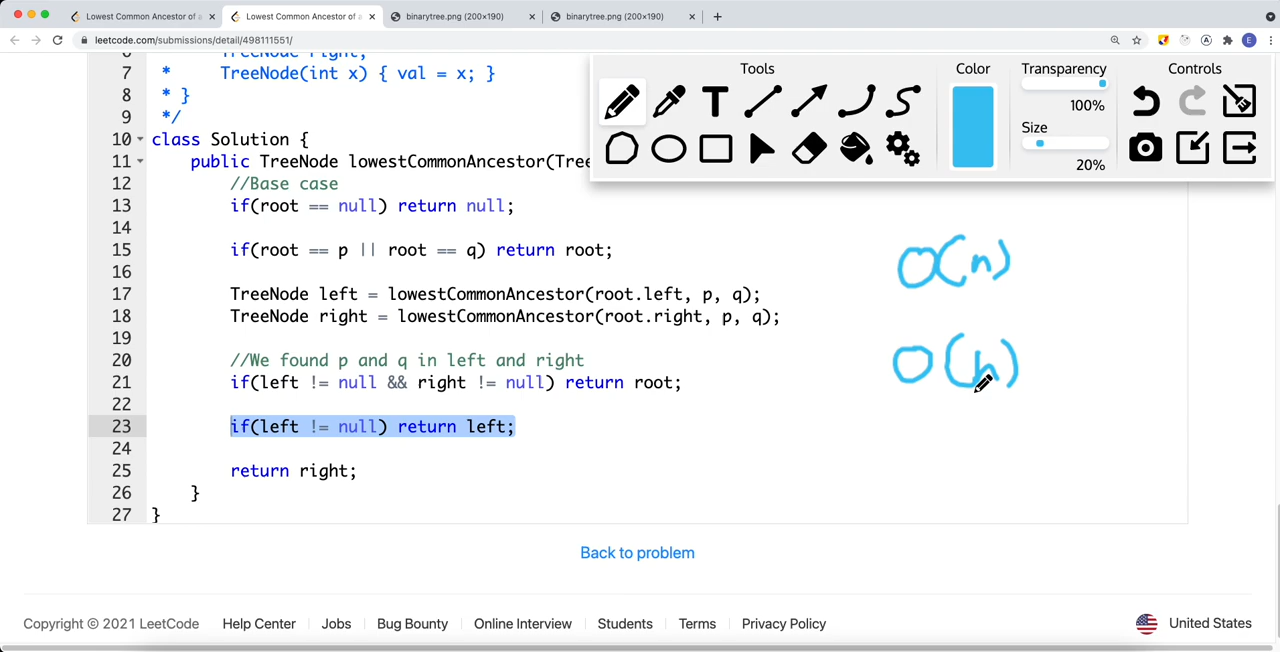 Lowest Common Ancestor of a
Lowest Common Ancestor of a
binarytree.png (200×190)
binarytree.png (200×190)
leetcode.com/submissions/detail/498111551/
E
Tools
Color
Transparency
Controls
100%
Size
20%
T
TreeNode right;
7 * TreeNode(int x) { val = x; }
8 * }
9 */
10 class Solution {
11 public TreeNode lowestCommonAncestor(Tree
12 //Base case
13 if(root == null) return null;
14
15 if(root == p || root == q) return root;
16
17 TreeNode left = lowestCommonAncestor(root.left, p, q);
18 TreeNode right = lowestCommonAncestor(root.right, p, q);
19
20 //We found p and q in left and right
21 if(left != null && right != null) return root;
22
23 if(left != null) return left;
24
25 return right;
26 }
27 }
O(n)
O(h)
Back to problem
Copyright © 2021 LeetCode Help Center Jobs Bug Bounty Online Interview Students Terms Privacy Policy United States